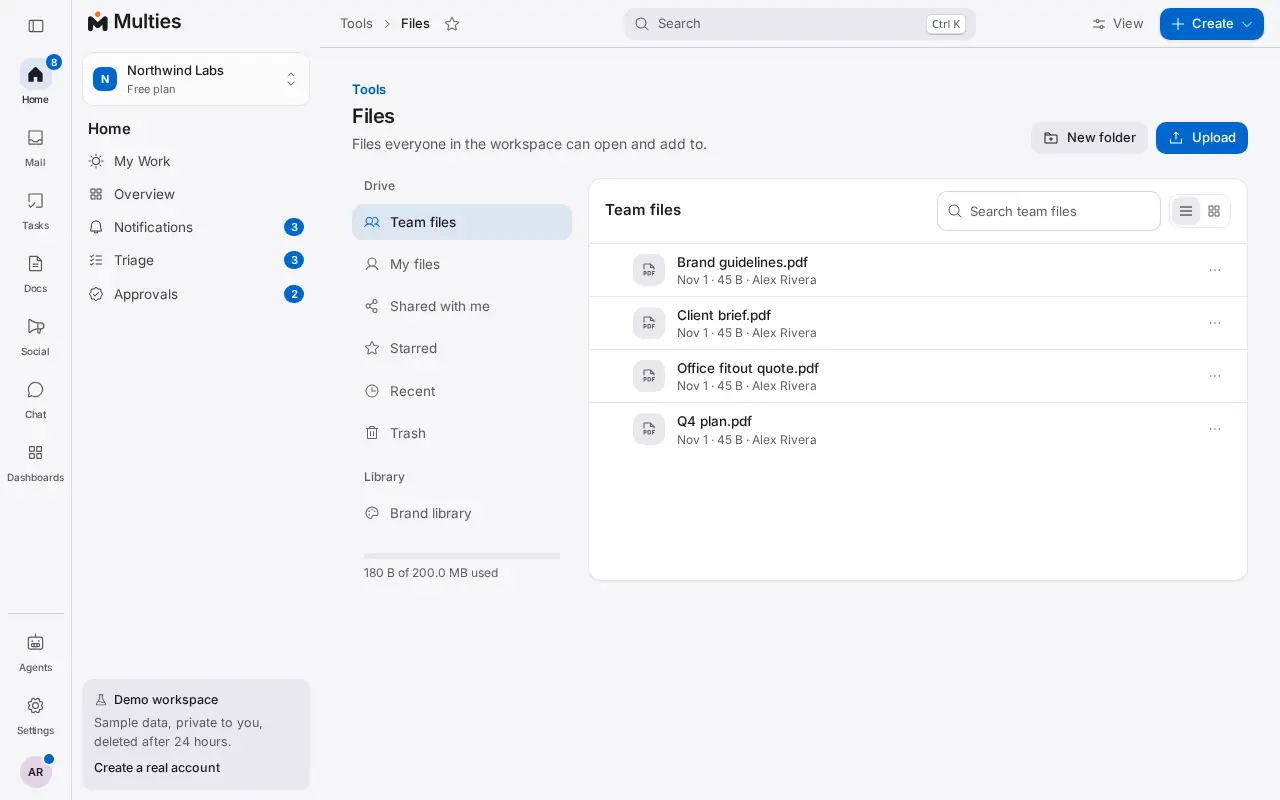 Multies
Tools
Files
Search
Ctrl K
View
Create
8
Home
Mail
Tasks
Docs
Social
Chat
Dashboards
Agents
Settings
AR
N
Northwind Labs
Free plan
Home
My Work
Overview
Notifications
3
Triage
3
Approvals
2
Demo workspace
Sample data, private to you,
deleted after 24 hours.
Create a real account
Tools
Files
Files everyone in the workspace can open and add to.
New folder
Upload
Drive
Team files
My files
Shared with me
Starred
Recent
Trash
Library
Brand library
180 B of 200.0 MB used
Team files
Search team files
PDF
Brand guidelines.pdf
Nov 1 · 45 B · Alex Rivera
PDF
Client brief.pdf
Nov 1 · 45 B · Alex Rivera
PDF
Office fitout quote.pdf
Nov 1 · 45 B · Alex Rivera
PDF
Q4 plan.pdf
Nov 1 · 45 B · Alex Rivera